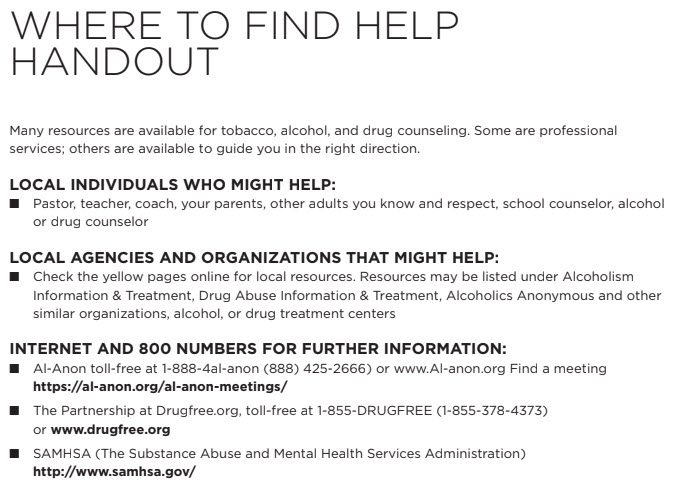 WHERE TO FIND HELP
HANDOUT
Many resources are available for tobacco, alcohol, and drug counseling. Some are professional
services; others are available to guide you in the right direction.
LOCAL INDIVIDUALS WHO MIGHT HELP:
■ Pastor, teacher, coach, your parents, other adults you know and respect, school counselor, alcohol
or drug counselor
LOCAL AGENCIES AND ORGANIZATIONS THAT MIGHT HELP:
■ Check the yellow pages online for local resources. Resources may be listed under Alcoholism
Information & Treatment, Drug Abuse Information & Treatment, Alcoholics Anonymous and other
similar organizations, alcohol, or drug treatment centers
INTERNET AND 800 NUMBERS FOR FURTHER INFORMATION:
■ Al-Anon toll-free at 1-888-4al-anon (888) 425-2666) or www.Al-anon.org Find a meeting
https://al-anon.org/al-anon-meetings/
■ The Partnership at Drugfree.org, toll-free at 1-855-DRUGFREE (1-855-378-4373)
or www.drugfree.org
■ SAMHSA (The Substance Abuse and Mental Health Services Administration)
http://www.samhsa.gov/